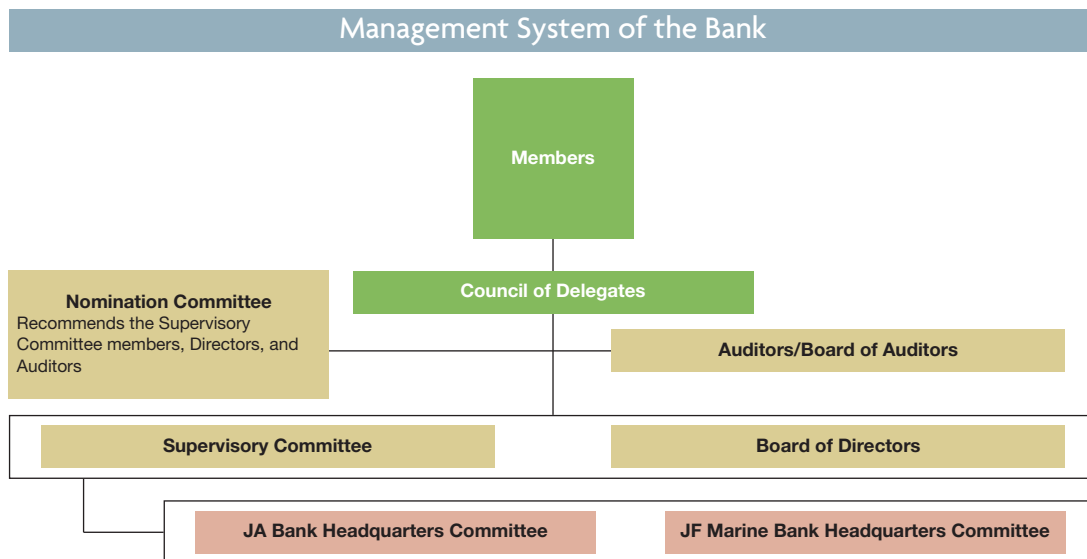 Management System of the Bank
Members
Council of Delegates
Nomination Committee
Recommends the Supervisory
Committee members, Directors, and
Auditors
Auditors/Board of Auditors
Supervisory Committee
Board of Directors
JA Bank Headquarters Committee
JF Marine Bank Headquarters Committee